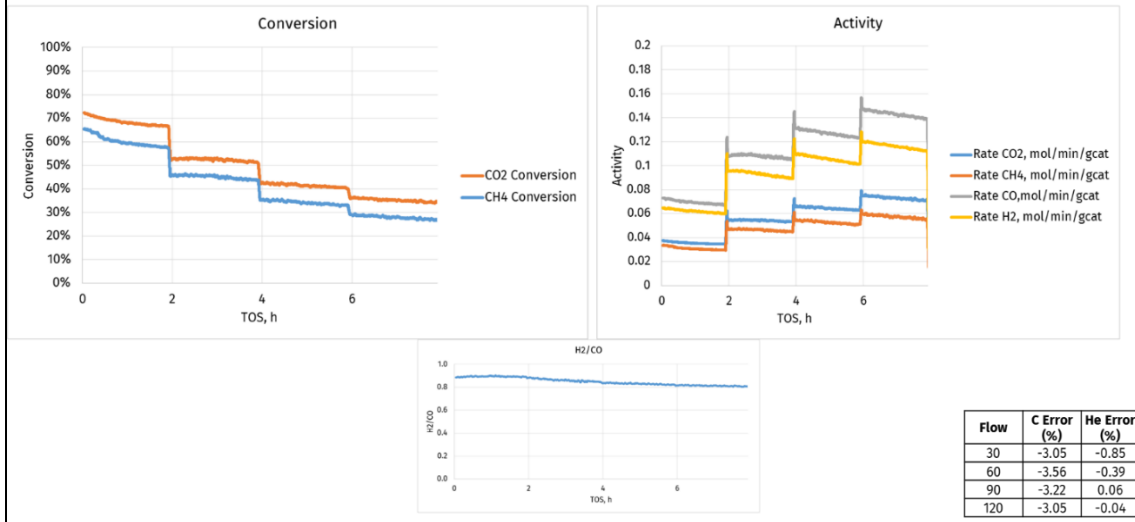 Conversion
100%
90%
80%
70%
60%
50%
40%
30%
20%
10%
0%
Conversion
0 2 4 6
TOS, h
CO2 Conversion
CH4 Conversion
Activity
0.2
0.18
0.16
0.14
0.12
0.1
0.08
0.06
0.04
0.02
0
Activity
0 2 4 6
TOS, h
Rate CO2, mol/min/gcat
Rate CH4, mol/min/gcat
Rate CO,mol/min/gcat
Rate H2, mol/min/gcat
H2/CO
1.0
0.8
0.6
0.4
0.2
0.0
H2/CO
0 2 4 6
TOS, h
Flow C Error (%) He Error (%)
30 -3.05 -0.85
60 -3.56 -0.39
90 -3.22 0.06
120 -3.05 -0.04